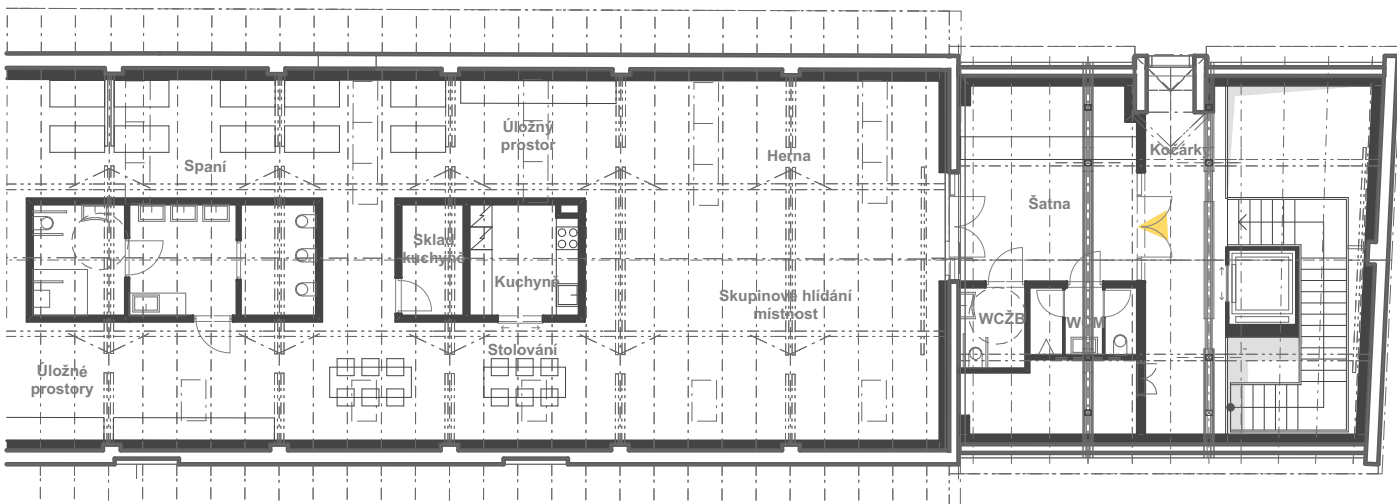 Úložný
prostor
Spaní
Herna
Kočárky
Šatna
Sklad
kuchyně
Kuchyně
Skupinové hlídání
místnost
WCŽB
WCM
Stolování
Úložné
prostory